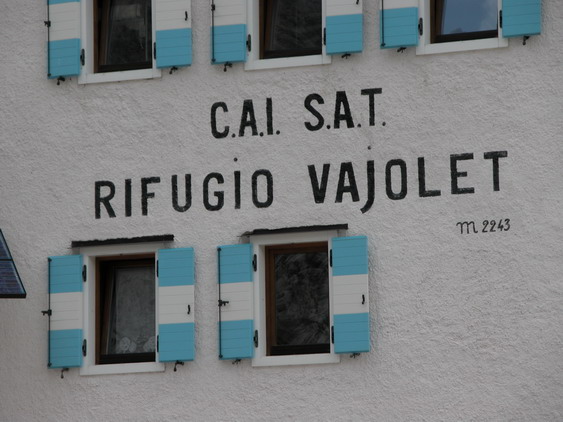 C.A.I. S.A.T.
RIFUGIO VAJOLET
m 2243